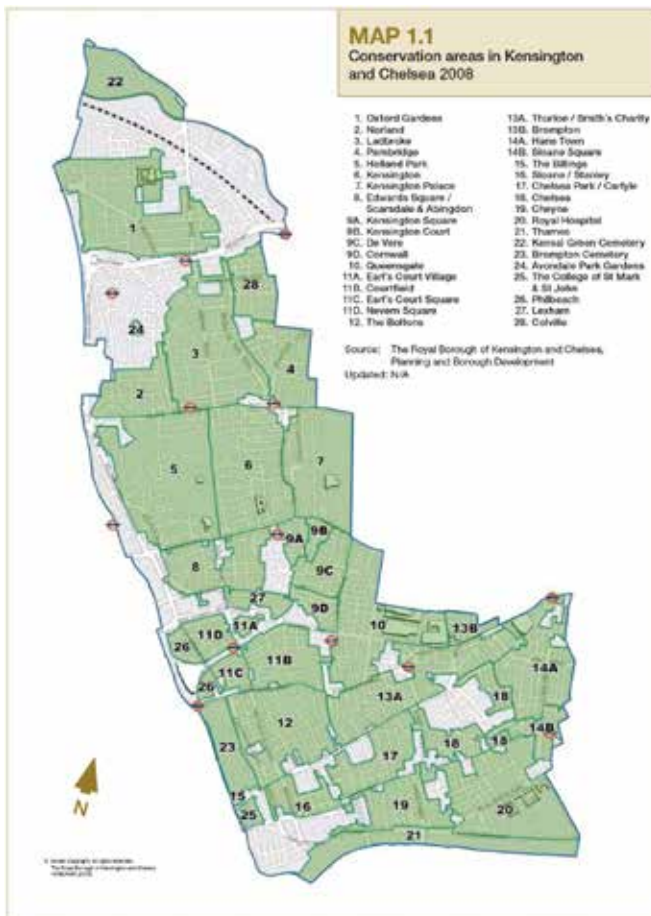 MAP 1.1
Conservation areas in Kensington
and Chelsea 2008
1. Oxford Gardens
2. Norland
3. Ladbroke
4. Pembridge
5. Holland Park
6. Kensington
7. Kensington Palace
8. Edwards Square /
Scarsdale & Abingdon
9A. Kensington Square
9B. Kensington Court
9C. De Vere
9D. Cornwall
10. Queensgate
11A. Earl's Court Village
11B. Courtfield
11C. Earl's Court Square
11D. Nevern Square
12. The Boltons
13A. Thurloe / Smith's Charity
13B. Brompton
14A. Hans Town
14B. Sloane Square
15. The Billings
16. Sloane / Stanley
17. Chelsea Park / Carlyle
18. Chelsea
19. Cheyne
20. Royal Hospital
21. Thames
22. Kensal Green Cemetery
23. Brompton Cemetery
24. Avondale Park Gardens
25. The College of St Mark
& St John
26. Philbeach
27. Lexham
28. Colville
Source: The Royal Borough of Kensington and Chelsea,
Planning and Borough Development
Updated: N/A
22
1
28
24
3
4
2
5
6
7
9B
9A
8
9C
27
9D
11A
10
13B
11D
26
11B
11C
14A
26
13A
18
12
14B
23
17
18
18
15
16
19
20
25
21
N